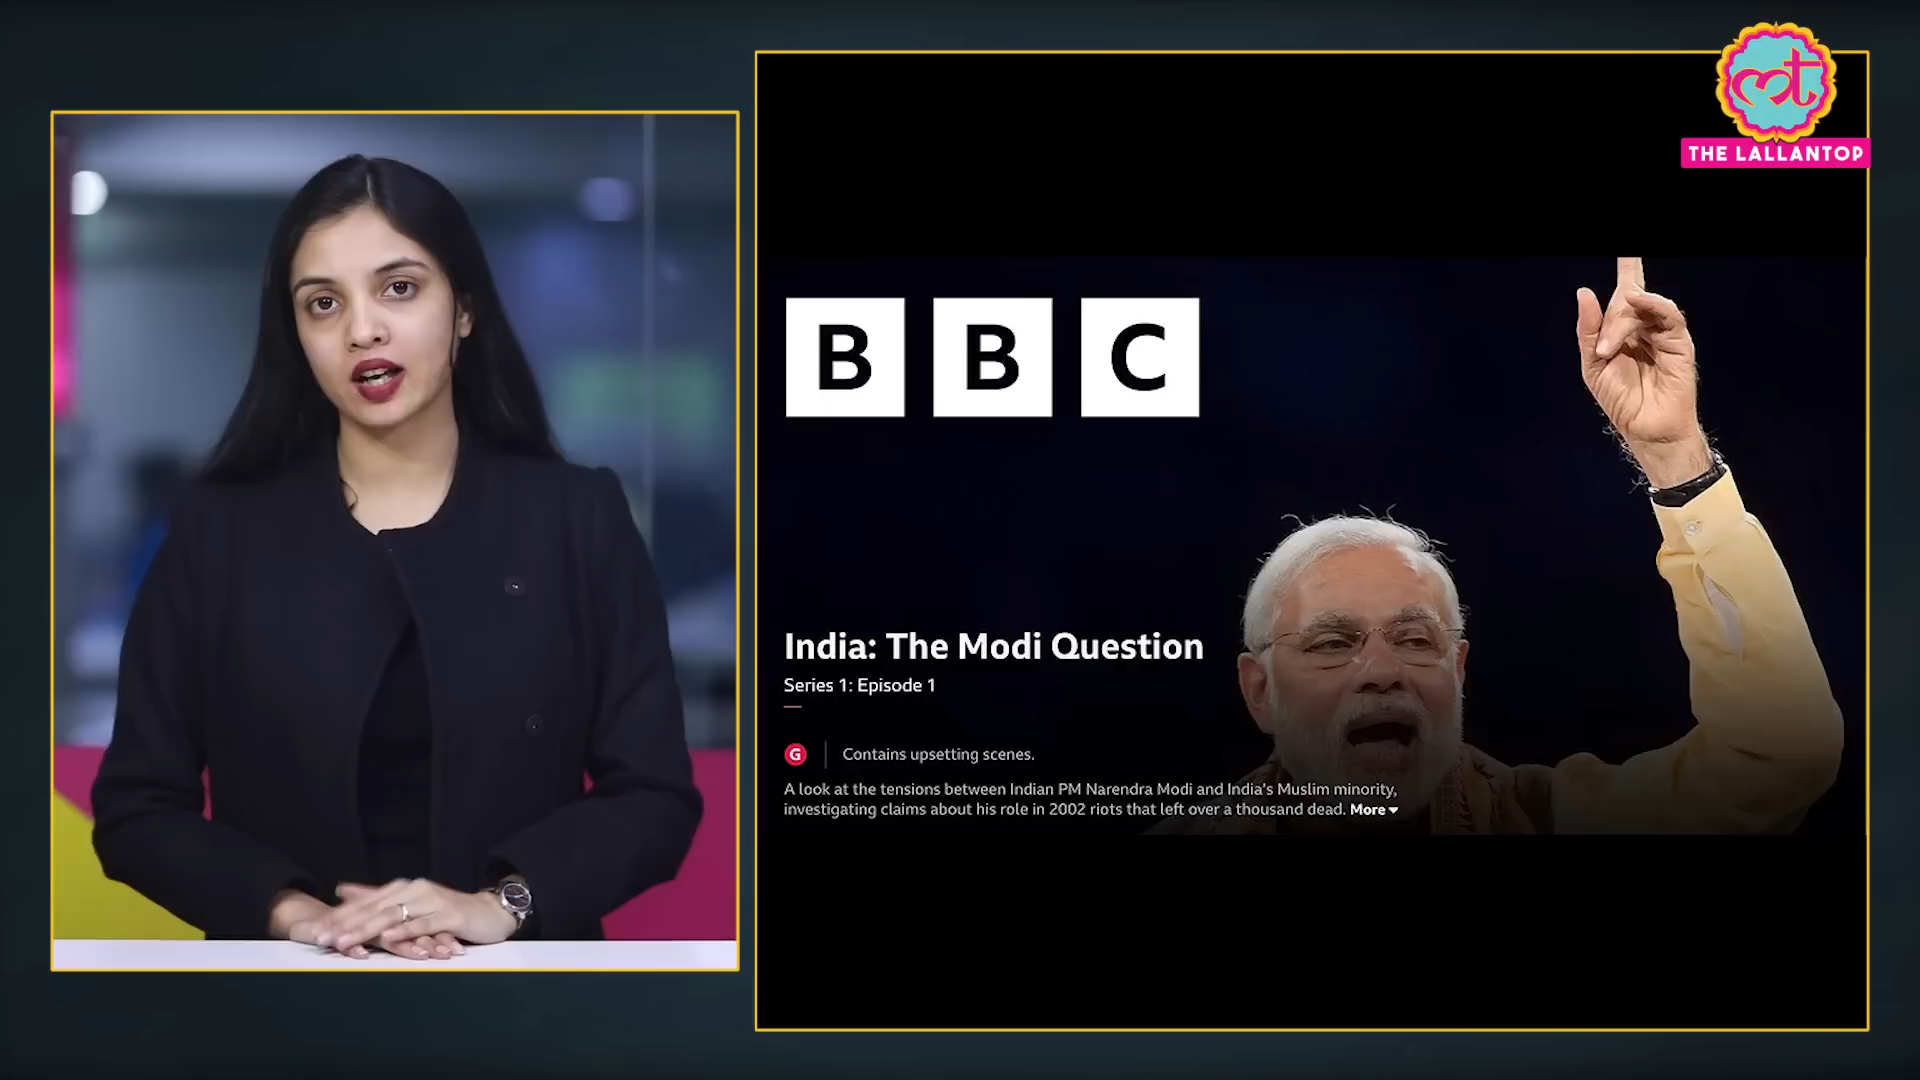 THE LALLANTOP
BBC
India: The Modi Question
Series 1: Episode 1
G
Contains upsetting scenes.
A look at the tensions between Indian PM Narendra Modi and India's Muslim minority,
investigating claims about his role in 2002 riots that left over a thousand dead. More